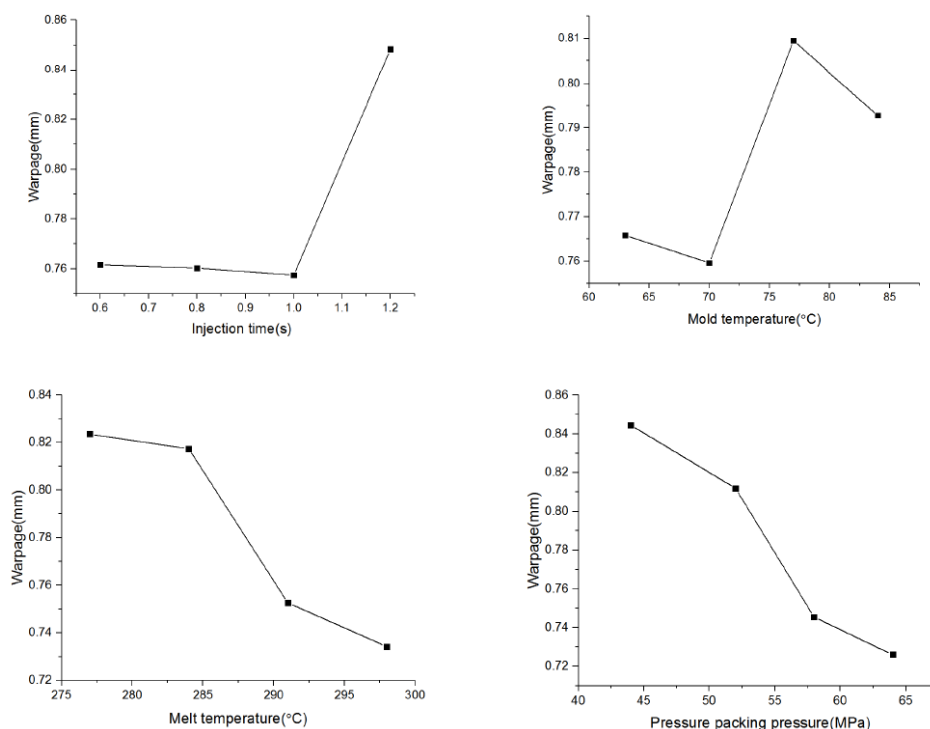 0.86
0.84
0.82
0.80
0.78
0.76
Warpage(mm)
0.6 0.7 0.8 0.9 1.0 1.1 1.2
Injection time(s)
0.81
0.80
0.79
0.78
0.77
0.76
Warpage(mm)
60 65 70 75 80 85
Mold temperature(°C)
0.84
0.82
0.80
0.78
0.76
0.74
0.72
Warpage(mm)
275 280 285 290 295 300
Melt temperature(°C)
0.86
0.84
0.82
0.80
0.78
0.76
0.74
0.72
Warpage(mm)
40 45 50 55 60 65
Pressure packing pressure(MPa)